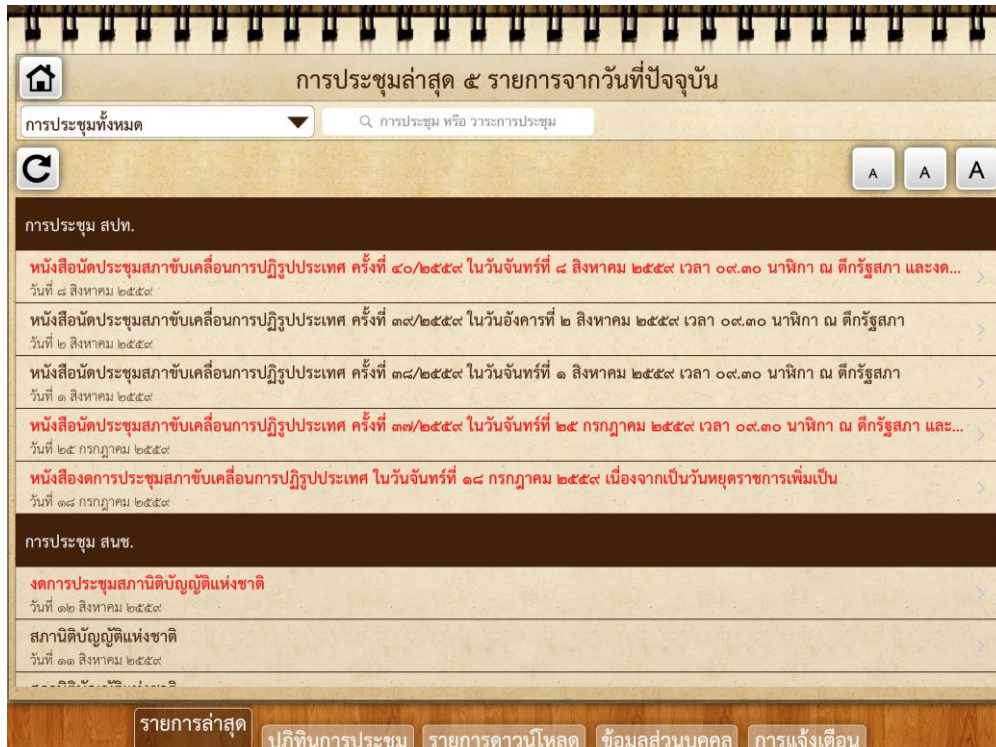 การประชุมล่าสุด ๕ รายการจากวันที่ปัจจุบัน
การประชุมทั้งหมด
การประชุม หรือ วาระการประชุม
A A A
การประชุม สปท.
หนังสือนัดประชุมสภาขับเคลื่อนการปฏิรูปประเทศ ครั้งที่ ๔๐/๒๕๕๙ ในวันจันทร์ที่ ๘ สิงหาคม ๒๕๕๙ เวลา ๐๙.๓๐ นาฬิกา ณ ตึกรัฐสภา และงด...
วันที่ ๘ สิงหาคม ๒๕๕๙
หนังสือนัดประชุมสภาขับเคลื่อนการปฏิรูปประเทศ ครั้งที่ ๓๙/๒๕๕๙ ในวันอังคารที่ ๒ สิงหาคม ๒๕๕๙ เวลา ๐๙.๓๐ นาฬิกา ณ ตึกรัฐสภา
วันที่ ๒ สิงหาคม ๒๕๕๙
หนังสือนัดประชุมสภาขับเคลื่อนการปฏิรูปประเทศ ครั้งที่ ๓๘/๒๕๕๙ ในวันจันทร์ที่ ๑ สิงหาคม ๒๕๕๙ เวลา ๐๙.๓๐ นาฬิกา ณ ตึกรัฐสภา
วันที่ ๑ สิงหาคม ๒๕๕๙
หนังสือนัดประชุมสภาขับเคลื่อนการปฏิรูปประเทศ ครั้งที่ ๓๗/๒๕๕๙ ในวันจันทร์ที่ ๒๕ กรกฎาคม ๒๕๕๙ เวลา ๐๙.๓๐ นาฬิกา ณ ตึกรัฐสภา และ...
วันที่ ๒๕ กรกฎาคม ๒๕๕๙
หนังสืองดการประชุมสภาขับเคลื่อนการปฏิรูปประเทศ ในวันจันทร์ที่ ๑๘ กรกฎาคม ๒๕๕๙ เนื่องจากเป็นวันหยุดราชการเพิ่มเป็น
วันที่ ๑๘ กรกฎาคม ๒๕๕๙
การประชุม สนช.
งดการประชุมสภานิติบัญญัติแห่งชาติ
วันที่ ๑๒ สิงหาคม ๒๕๕๙
สภานิติบัญญัติแห่งชาติ
วันที่ ๑๑ สิงหาคม ๒๕๕๙
รายการล่าสุด ปฏิทินการประชุม รายการดาวน์โหลด ข้อมูลส่วนบุคคล การแจ้งเตือน